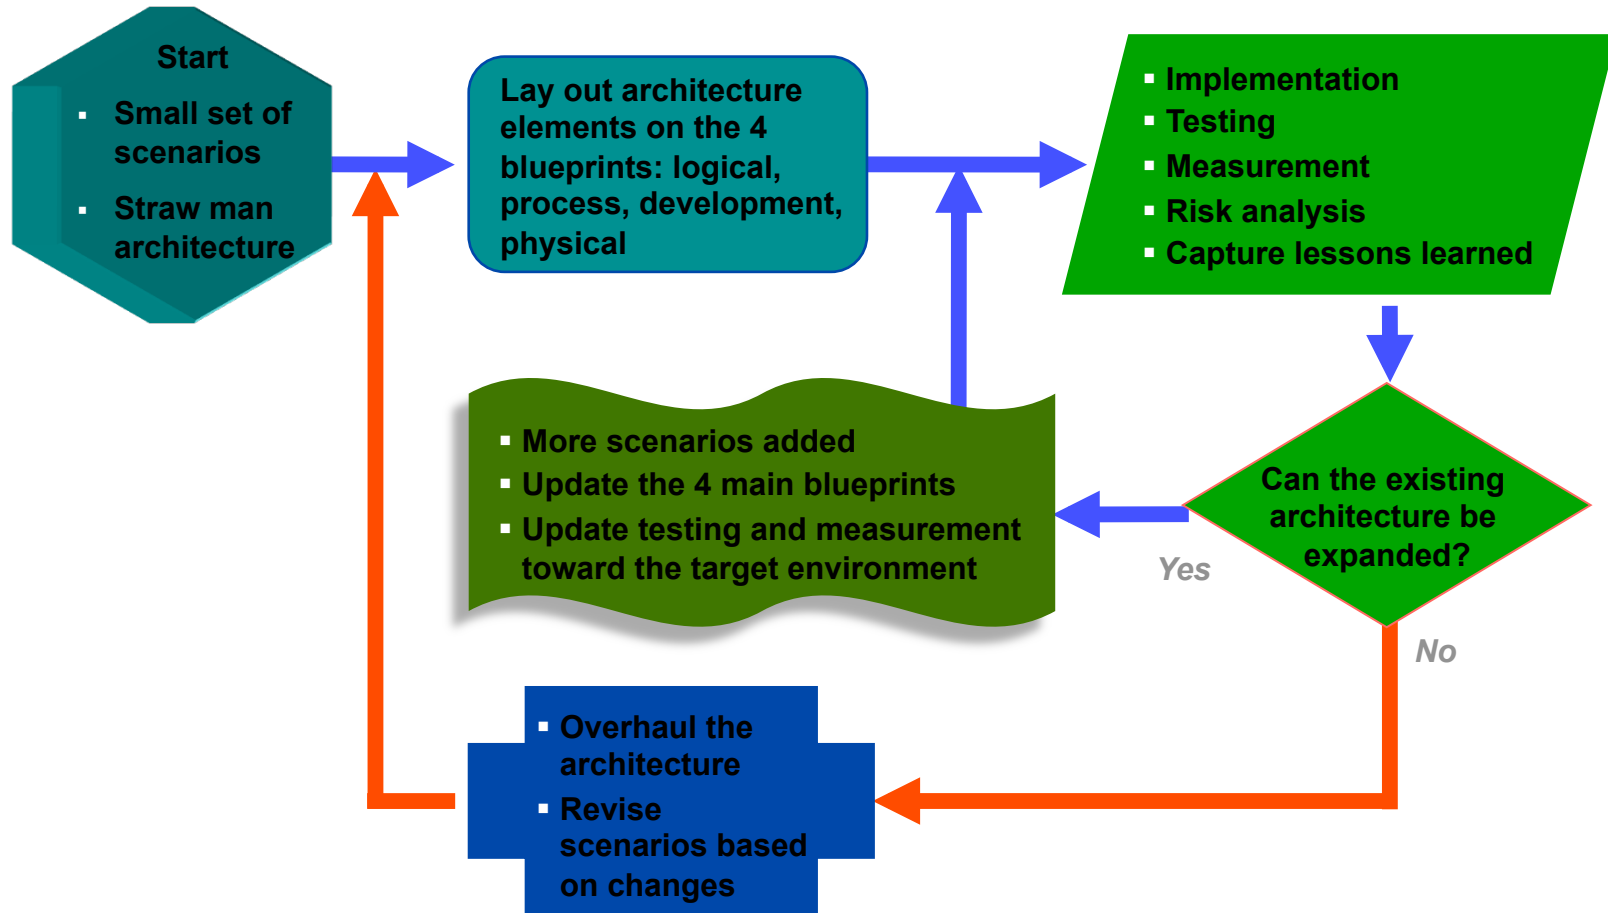 Start
▪ Small set of
scenarios
▪ Straw man
architecture
Lay out architecture
elements on the 4
blueprints: logical,
process, development,
physical
▪ Implementation
▪ Testing
▪ Measurement
▪ Risk analysis
▪ Capture lessons learned
Can the existing
architecture be
expanded?
Yes
No
▪ More scenarios added
▪ Update the 4 main blueprints
▪ Update testing and measurement
toward the target environment
▪ Overhaul the
architecture
▪ Revise
scenarios based
on changes